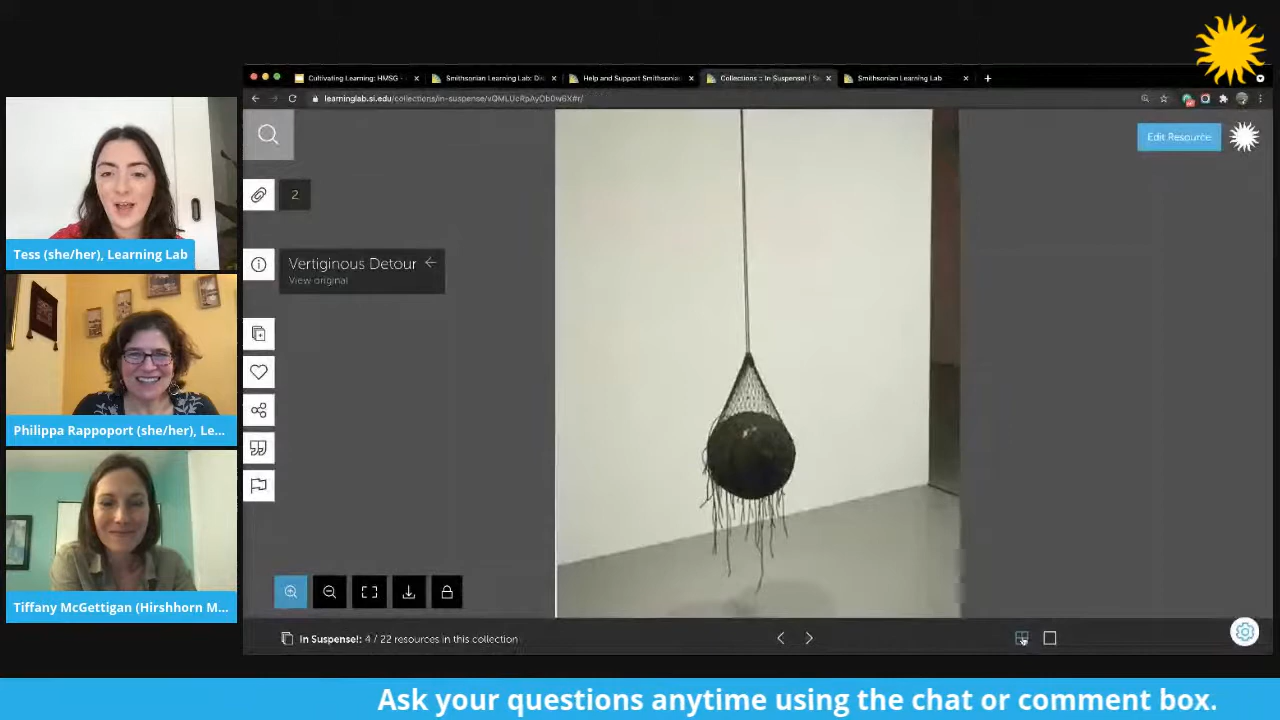 Cultivating Learning: HMSG -
Smithsonian Learning Lab: Di
Help and Support Smithsonian
Collections :: In Suspense! | S
Smithsonian Learning Lab
learninglab.si.edu/collections/in-suspense/
Edit Resource
2
Vertiginous Detour
View original
Tess (she/her), Learning Lab
Philippa Rappoport (she/her), Le...
Tiffany McGettigan (Hirshhorn M...
In Suspense!: 4 / 22 resources in this collection
Ask your questions anytime using the chat or comment box.